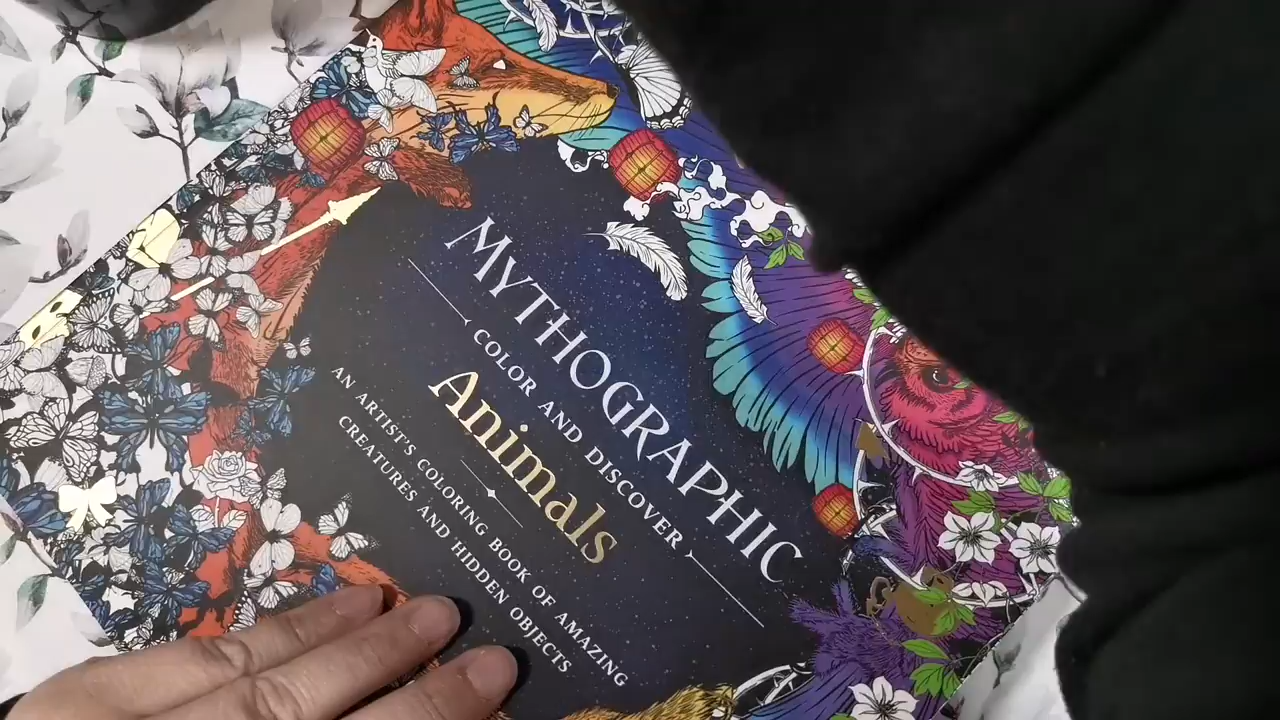 MYTHOGRAPHIC
COLOR AND DISCOVER
Animals
AN ARTIST'S COLORING BOOK OF AMAZING
CREATURES AND HIDDEN OBJECTS